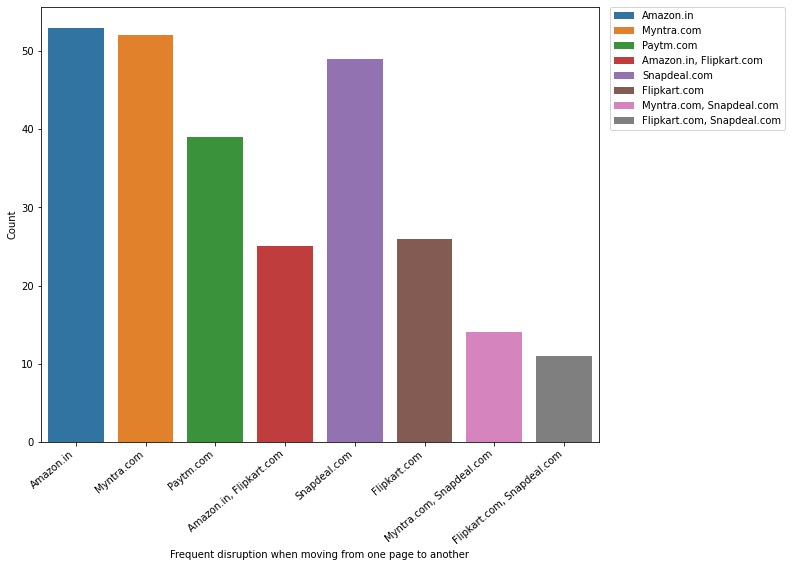 Amazon.in
Myntra.com
Paytm.com
Amazon.in, Flipkart.com
Snapdeal.com
Flipkart.com
Myntra.com, Snapdeal.com
Flipkart.com, Snapdeal.com
50
40
30
20
10
0
Count
Amazon.in
Myntra.com
Paytm.com
Amazon.in, Flipkart.com
Snapdeal.com
Flipkart.com
Myntra.com, Snapdeal.com
Flipkart.com, Snapdeal.com
Frequent disruption when moving from one page to another